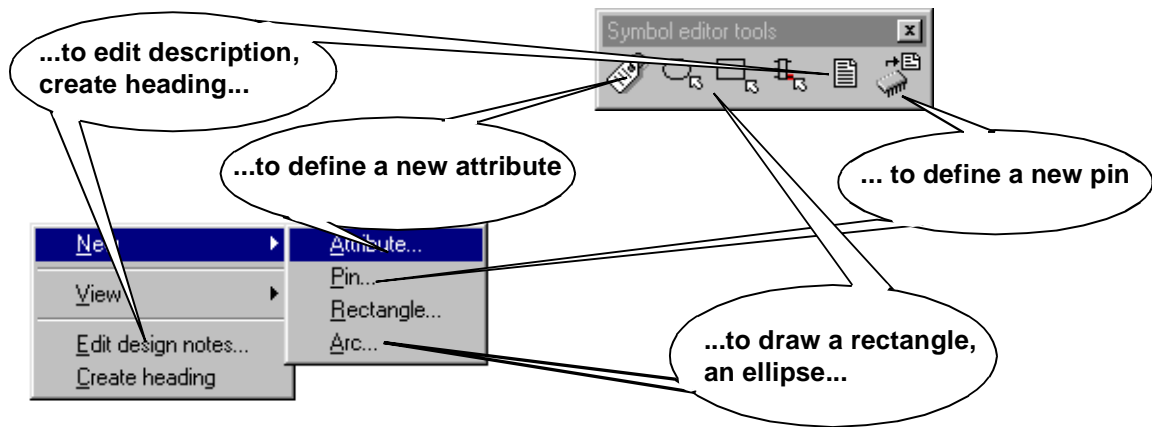 ...to edit description,
create heading...
Symbol editor tools
...to define a new attribute
... to define a new pin
New
Attribute...
Pin...
View
Rectangle...
Edit design notes...
Arc...
Create heading
...to draw a rectangle,
an ellipse...